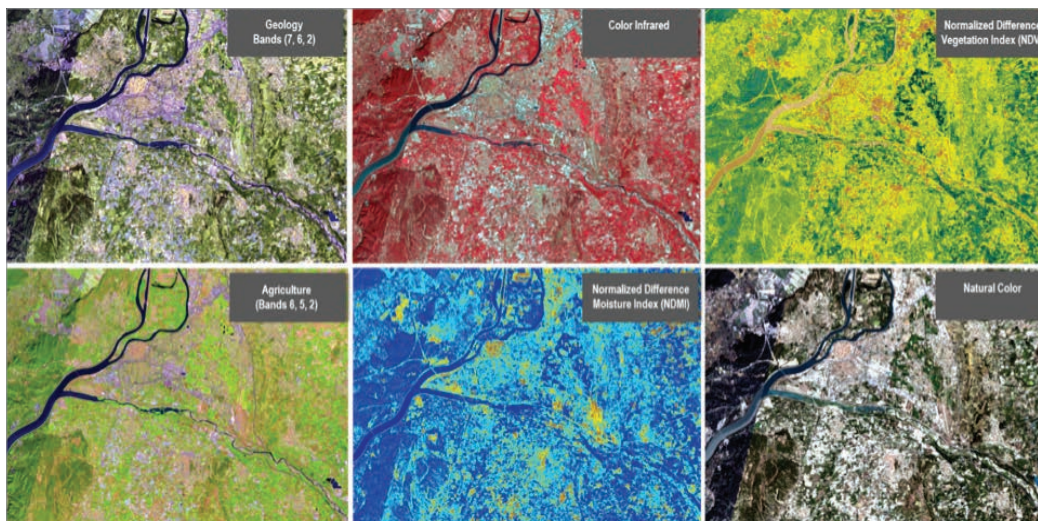 Geology
Bands (7, 6, 2)
Color Infrared
Normalized Difference
Vegetation Index (NDV
Agriculture
(Bands 6, 5, 2)
Normalized Difference
Moisture Index (NDMI)
Natural Color